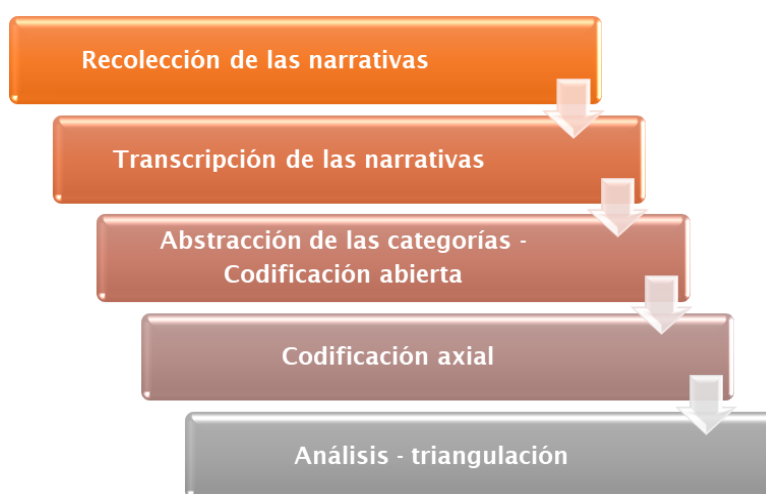 Recolección de las narrativas
Transcripción de las narrativas
Abstracción de las categorías -
Codificación abierta
Codificación axial
Análisis - triangulación